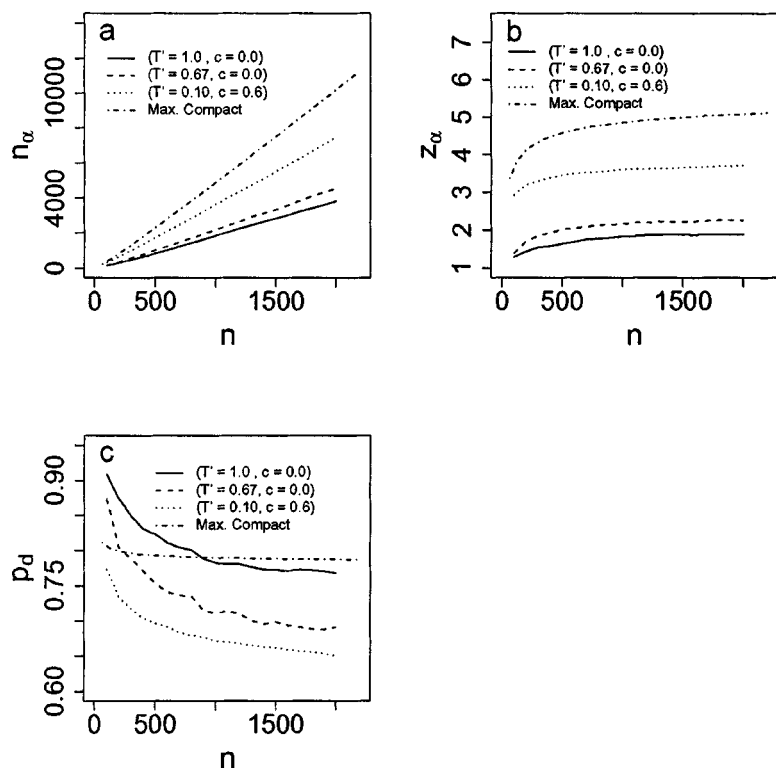 a
(T' = 1.0 , c = 0.0)
(T' = 0.67, c = 0.0)
(T' = 0.10, c = 0.6)
Max. Compact
nα
10000
4000
0
0 500 1500
n
b
(T' = 1.0 , c = 0.0)
(T' = 0.67, c = 0.0)
(T' = 0.10, c = 0.6)
Max. Compact
zα
7
6
5
4
3
2
1
0 500 1500
n
c
(T' = 1.0 , c = 0.0)
(T' = 0.67, c = 0.0)
(T' = 0.10, c = 0.6)
Max. Compact
pd
0.90
0.75
0.60
0 500 1500
n